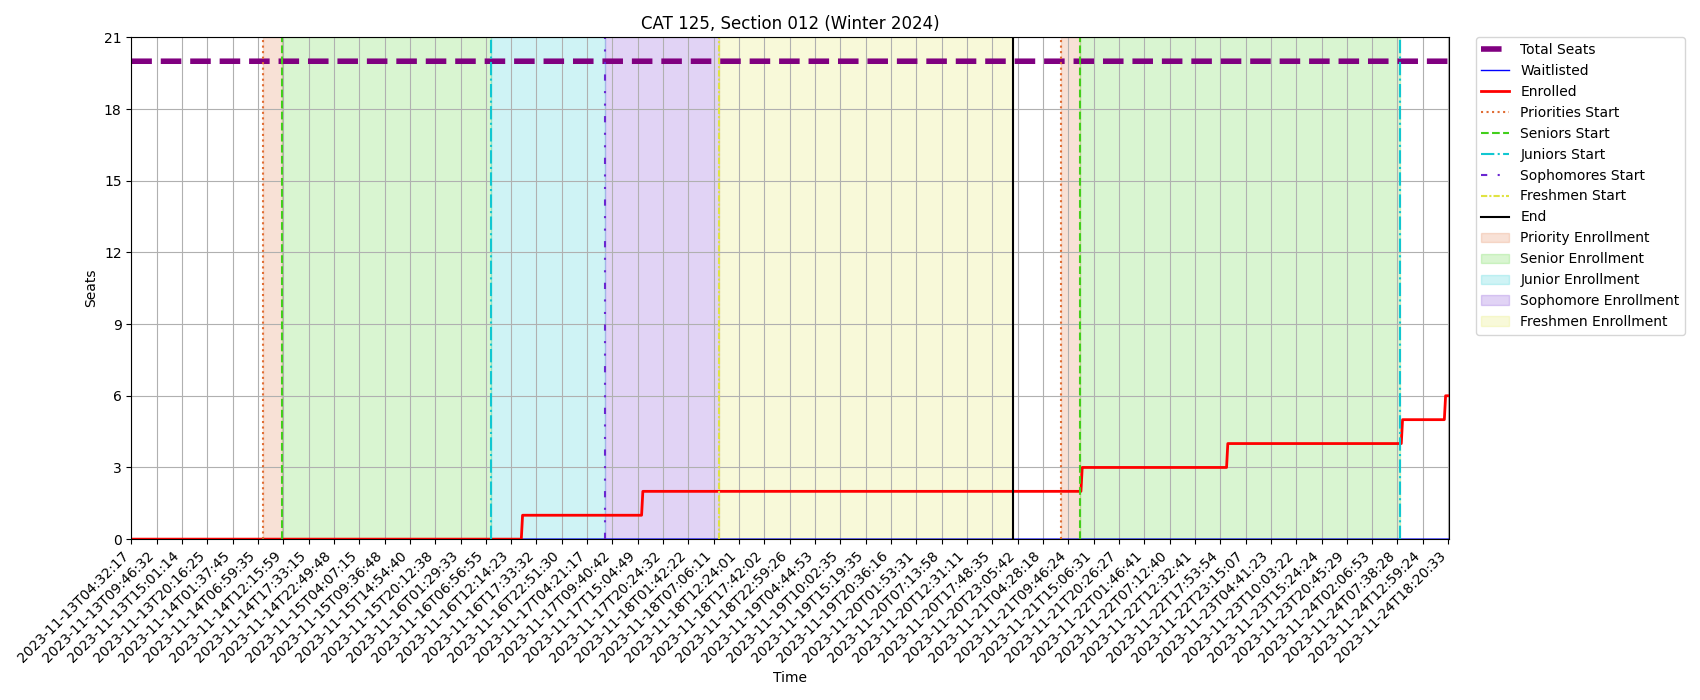 CAT 125, Section 012 (Winter 2024)
21
18
15
12
9
6
3
0
Seats
2023-11-13T04:32:17
2023-11-13T09:46:32
2023-11-13T15:01:14
2023-11-13T20:16:25
2023-11-14T01:37:45
2023-11-14T06:59:35
2023-11-14T12:15:59
2023-11-14T17:33:15
2023-11-14T22:49:48
2023-11-15T04:07:15
2023-11-15T09:36:48
2023-11-15T14:54:40
2023-11-15T20:12:38
2023-11-16T01:29:33
2023-11-16T06:56:55
2023-11-16T12:14:23
2023-11-16T17:33:32
2023-11-16T22:51:30
2023-11-17T04:21:17
2023-11-17T09:40:42
2023-11-17T15:04:49
2023-11-17T20:24:32
2023-11-18T01:42:22
2023-11-18T07:06:11
2023-11-18T12:24:01
2023-11-18T17:42:02
2023-11-18T22:59:26
2023-11-19T04:44:53
2023-11-19T10:02:35
2023-11-19T15:19:35
2023-11-19T20:36:16
2023-11-20T01:53:31
2023-11-20T07:13:58
2023-11-20T12:31:11
2023-11-20T17:48:35
2023-11-20T23:05:42
2023-11-21T04:28:18
2023-11-21T09:46:24
2023-11-21T15:06:31
2023-11-21T20:26:27
2023-11-22T01:46:41
2023-11-22T07:12:40
2023-11-22T12:32:41
2023-11-22T17:53:54
2023-11-22T23:15:07
2023-11-23T04:41:23
2023-11-23T10:03:22
2023-11-23T15:24:24
2023-11-23T20:45:29
2023-11-24T02:06:53
2023-11-24T07:38:28
2023-11-24T12:59:24
2023-11-24T18:20:33
Time
Total Seats
Waitlisted
Enrolled
Priorities Start
Seniors Start
Juniors Start
Sophomores Start
Freshmen Start
End
Priority Enrollment
Senior Enrollment
Junior Enrollment
Sophomore Enrollment
Freshmen Enrollment